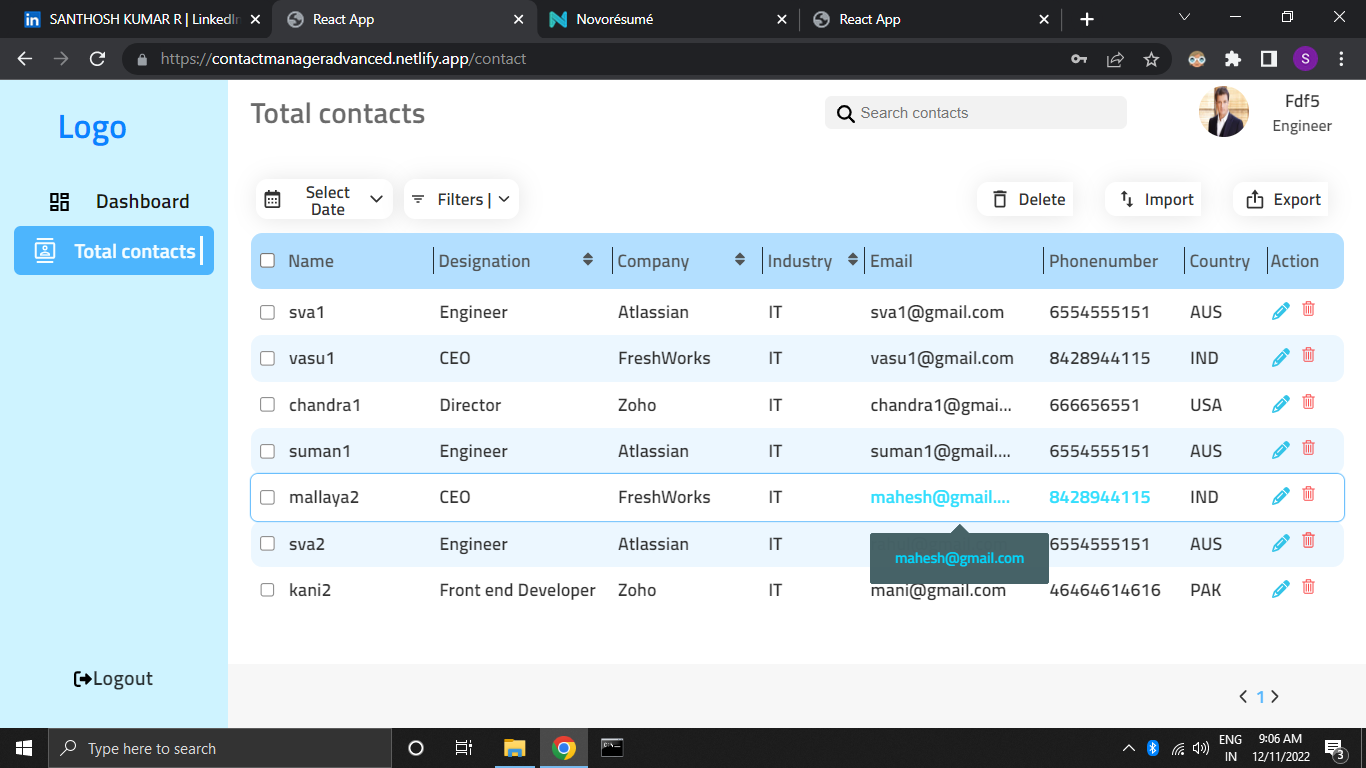 SANTHOSH KUMAR R | LinkedIn
React App
Novorésumé
React App
https://contactmanageradvanced.netlify.app/contact
S
Logo
Total contacts
Search contacts
Fdf5
Engineer
Dashboard
Total contacts
Select Date
Filters |
Delete
Import
Export
Name Designation Company Industry Email Phonenumber Country Action
sva1 Engineer Atlassian IT sva1@gmail.com 6554555151 AUS
vasu1 CEO FreshWorks IT vasu1@gmail.com 8428944115 IND
chandra1 Director Zoho IT chandra1@gmai... 666656551 USA
suman1 Engineer Atlassian IT suman1@gmail.... 6554555151 AUS
mallaya2 CEO FreshWorks IT mahesh@gmail.... 8428944115 IND
mahesh@gmail.com
sva2 Engineer Atlassian IT 6554555151 AUS
kani2 Front end Developer Zoho IT mani@gmail.com 46464614616 PAK
Logout
1
Type here to search
ENG
IN
9:06 AM
12/11/2022
3